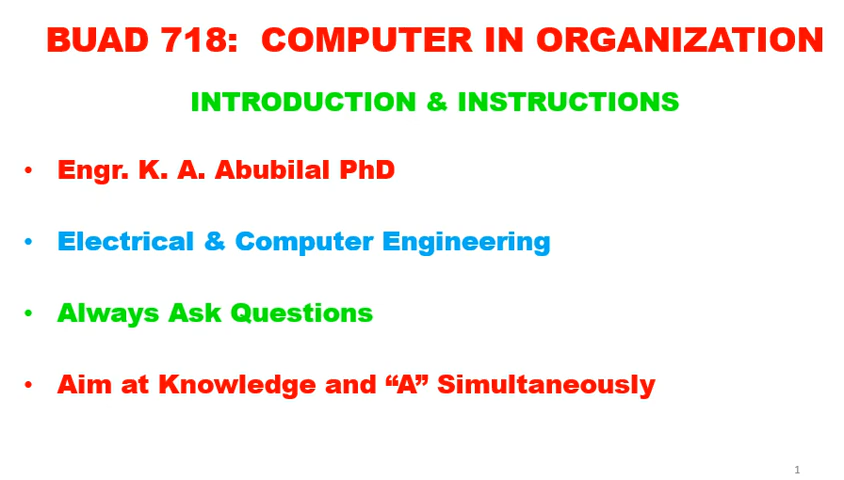 BUAD 718:  COMPUTER IN ORGANIZATION
INTRODUCTION & INSTRUCTIONS
• Engr. K. A. Abubilal PhD
• Electrical & Computer Engineering
• Always Ask Questions
• Aim at Knowledge and “A” Simultaneously
1